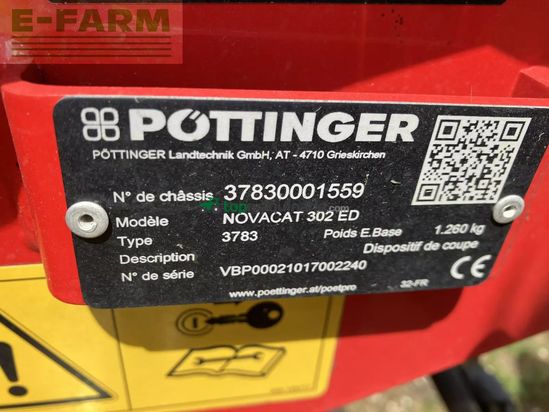 E-FARM
PÖTTINGER
PÖTTINGER Landtechnik GmbH, AT - 4710 Grieskirchen
N° de châssis 37830001559
Modèle NOVACAT 302 ED
Type 3783 Poids E.Base 1.260 kg
Description Dispositif de coupe
N° de série VBP00021017002240
www.poettinger.at/poetpro 32-FR